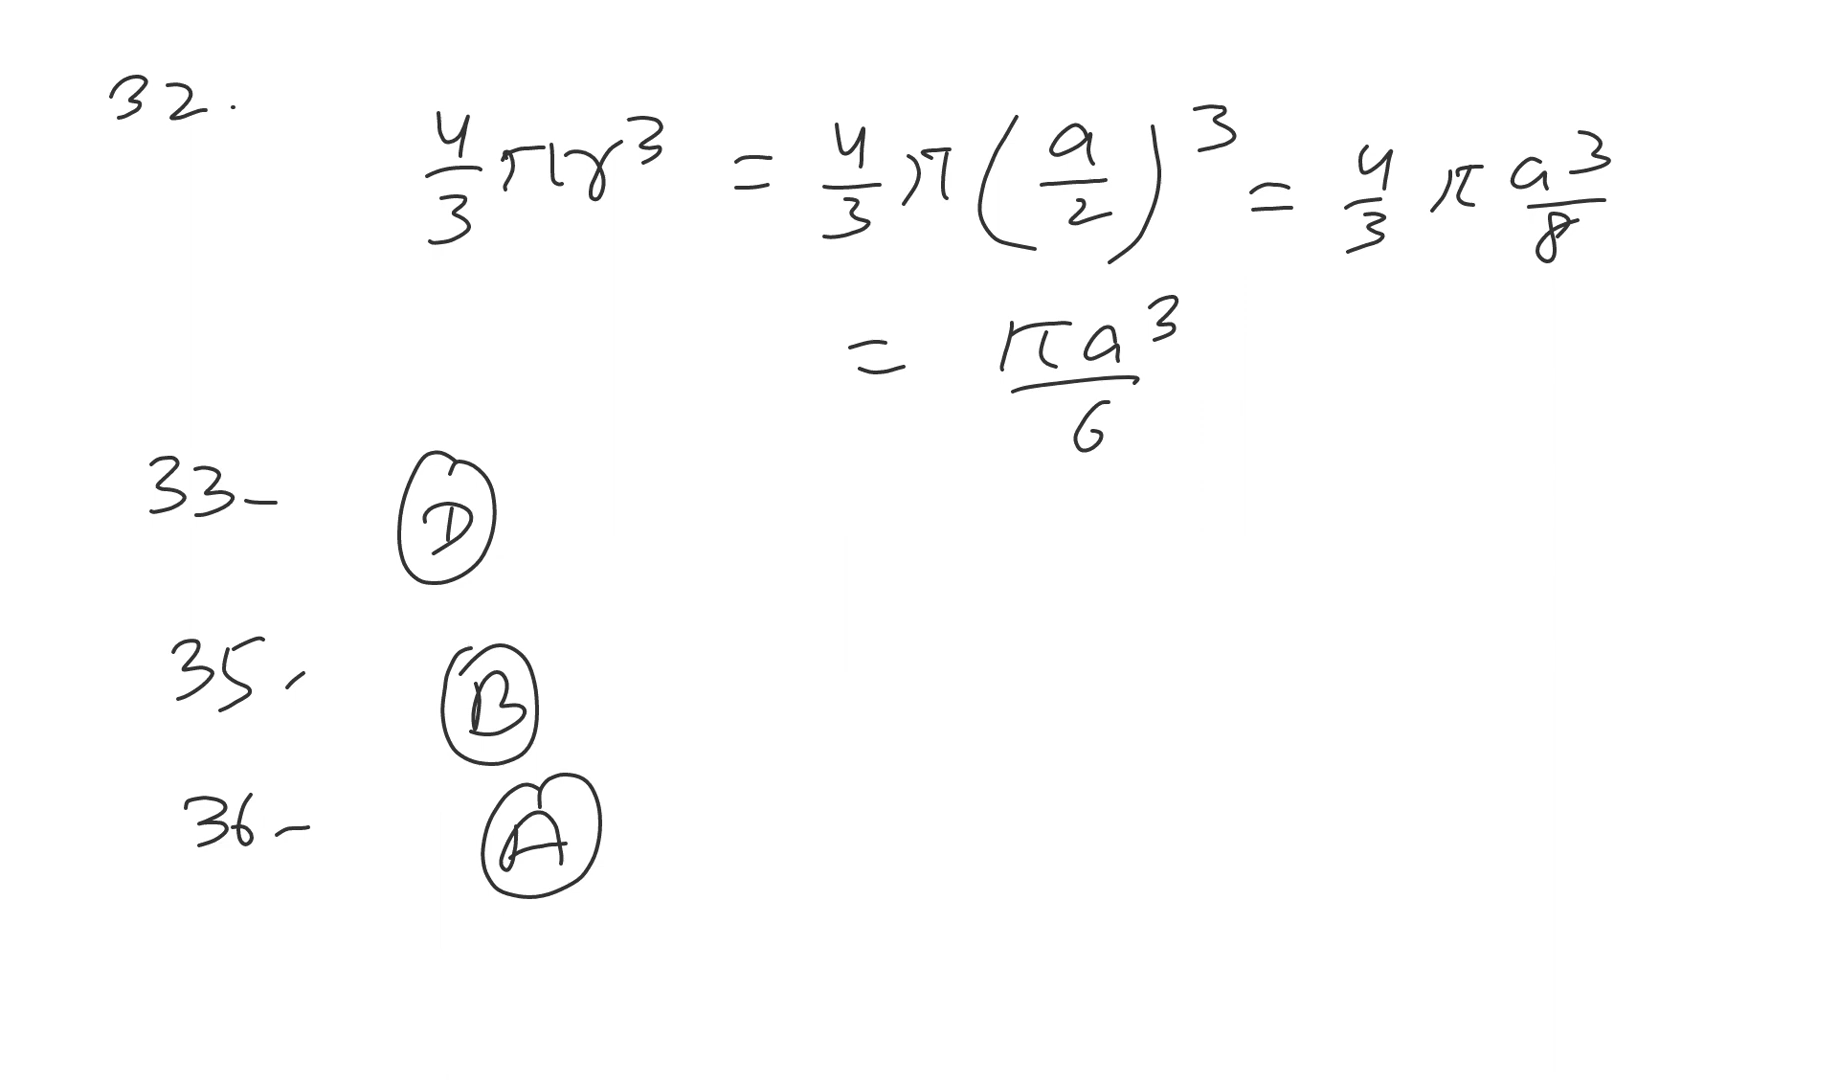 32. 4/3 πr³ = 4/3 π(a/2)³ = 4/3 π a³/8
= πa³/6
33- D
35. B
36- A